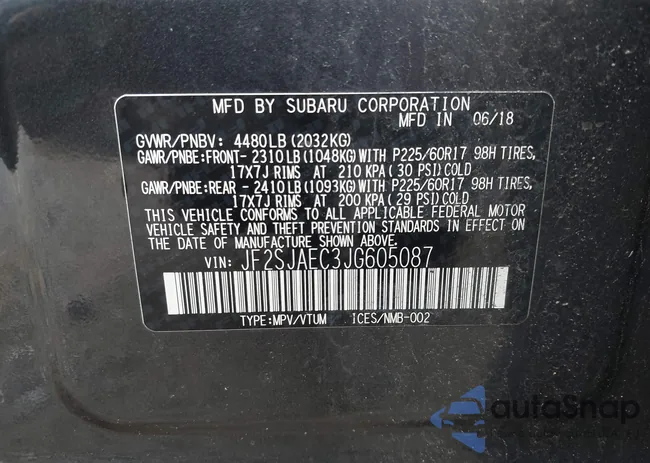 MFD BY SUBARU CORPORATION
MFD IN 06/18
GVWR/PNBV: 4480LB (2032KG)
GAWR/PNBE:FRONT- 2310LB (1048KG) WITH P225/60R17 98H TIRES,
17X7J RIMS AT 210 KPA (30 PSI) COLD
GAWR/PNBE:REAR - 2410LB (1093KG) WITH P225/60R17 98H TIRES,
17X7J RIMS AT 200 KPA (29 PSI) COLD
THIS VEHICLE CONFORMS TO ALL APPLICABLE FEDERAL MOTOR
VEHICLE SAFETY AND THEFT PREVENTION STANDARDS IN EFFECT ON
THE DATE OF MANUFACTURE SHOWN ABOVE.
VIN: JF2SJAEC3JG605087
TYPE:MPV/VTUM ICES/NMB-002
autoSnap